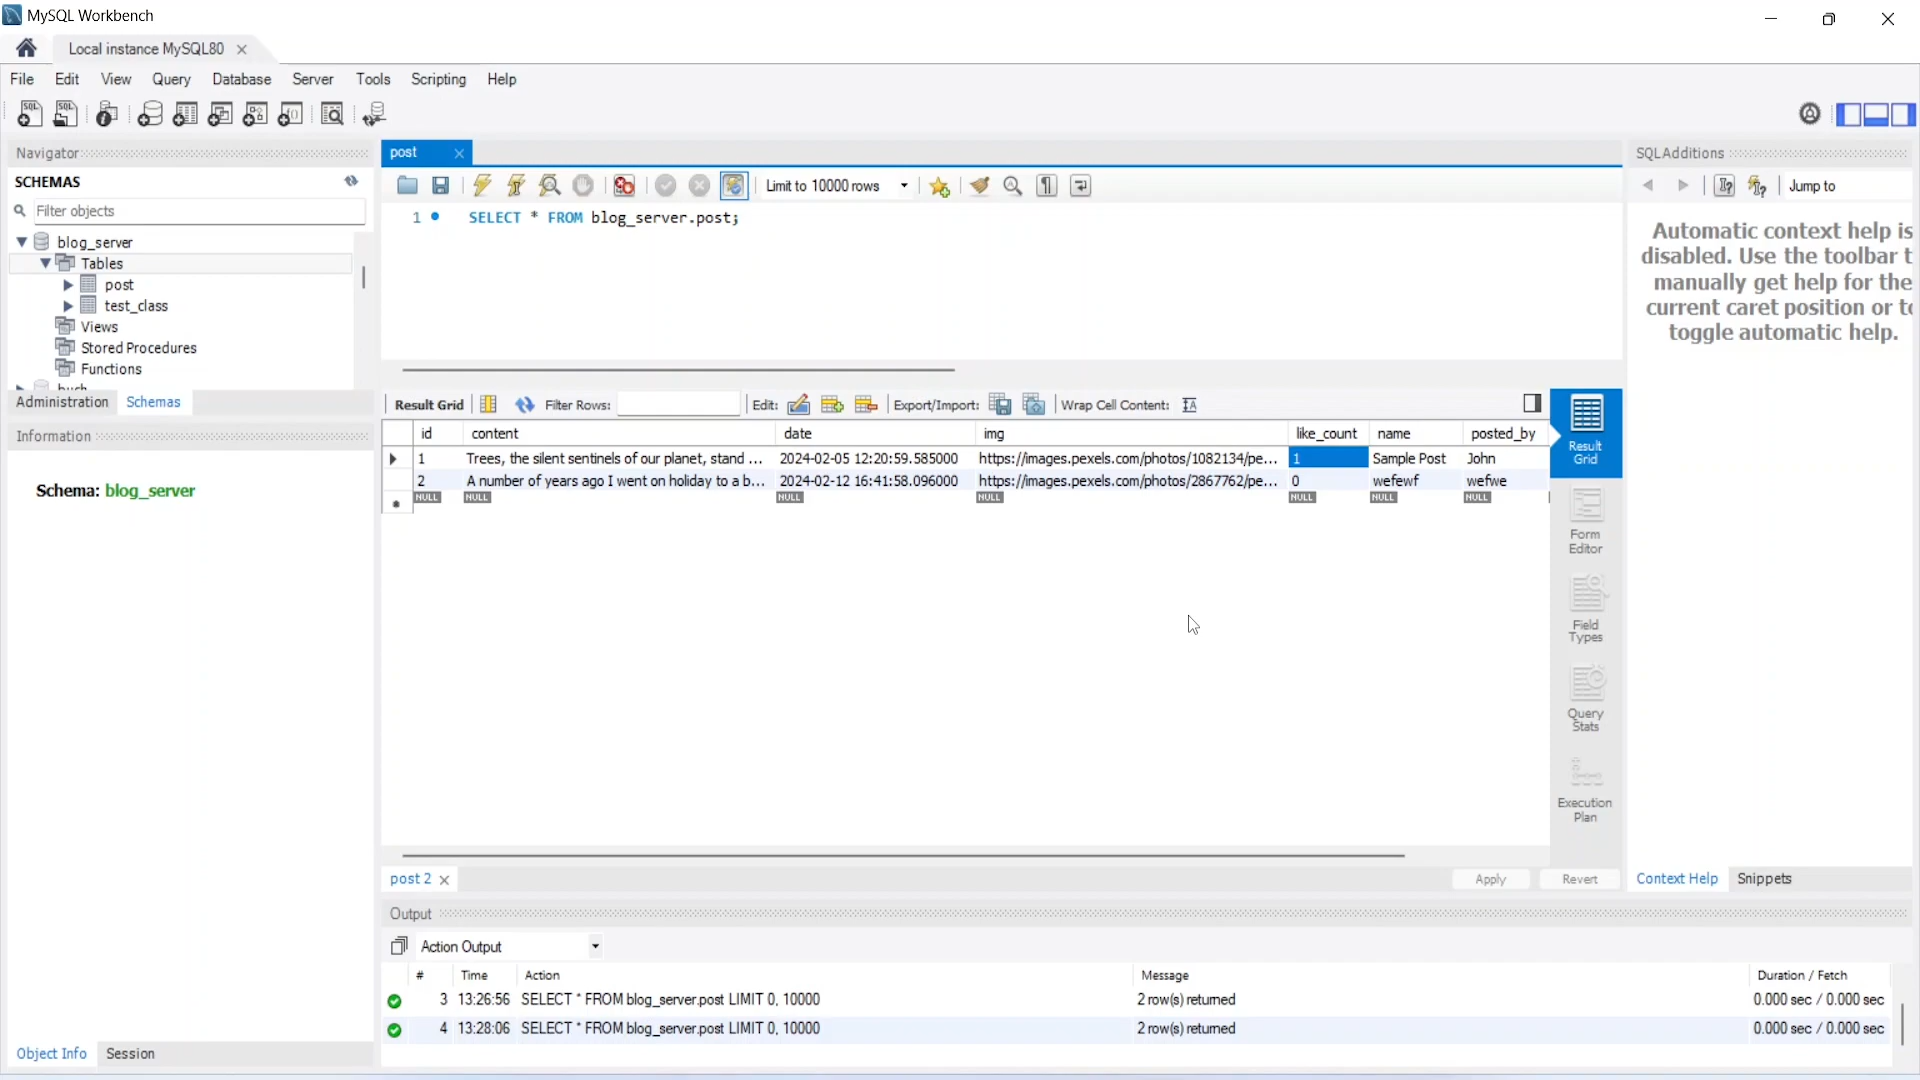 MySQL Workbench
Local instance MySQL80
File Edit View Query Database Server Tools Scripting Help
Navigator
SCHEMAS
Filter objects
blog_server
Tables
post
test_class
Views
Stored Procedures
Functions
Administration Schemas
Information
Schema: blog_server
Object Info Session
post
Limit to 10000 rows
1 SELECT * FROM blog_server.post;
Result Grid Filter Rows: Edit: Export/Import: Wrap Cell Content:
id content date img like_count name posted_by
1 Trees, the silent sentinels of our planet, stand ... 2024-02-05 12:20:59.585000 https://images.pexels.com/photos/1082134/pe... 1 Sample Post John
2 A number of years ago I went on holiday to a b... 2024-02-12 16:41:58.096000 https://images.pexels.com/photos/2867762/pe... 0 wefewf wefwe
NULL NULL NULL NULL NULL NULL NULL
Result
Grid
Form
Editor
Field
Types
Query
Stats
Execution
Plan
post 2
Apply Revert
SQLAdditions
Jump to
Automatic context help is
disabled. Use the toolbar t
manually get help for the
current caret position or to
toggle automatic help.
Context Help Snippets
Output
Action Output
# Time Action Message Duration / Fetch
3 13:26:56 SELECT * FROM blog_server.post LIMIT 0, 10000 2 row(s) returned 0.000 sec / 0.000 sec
4 13:28:06 SELECT * FROM blog_server.post LIMIT 0, 10000 2 row(s) returned 0.000 sec / 0.000 sec